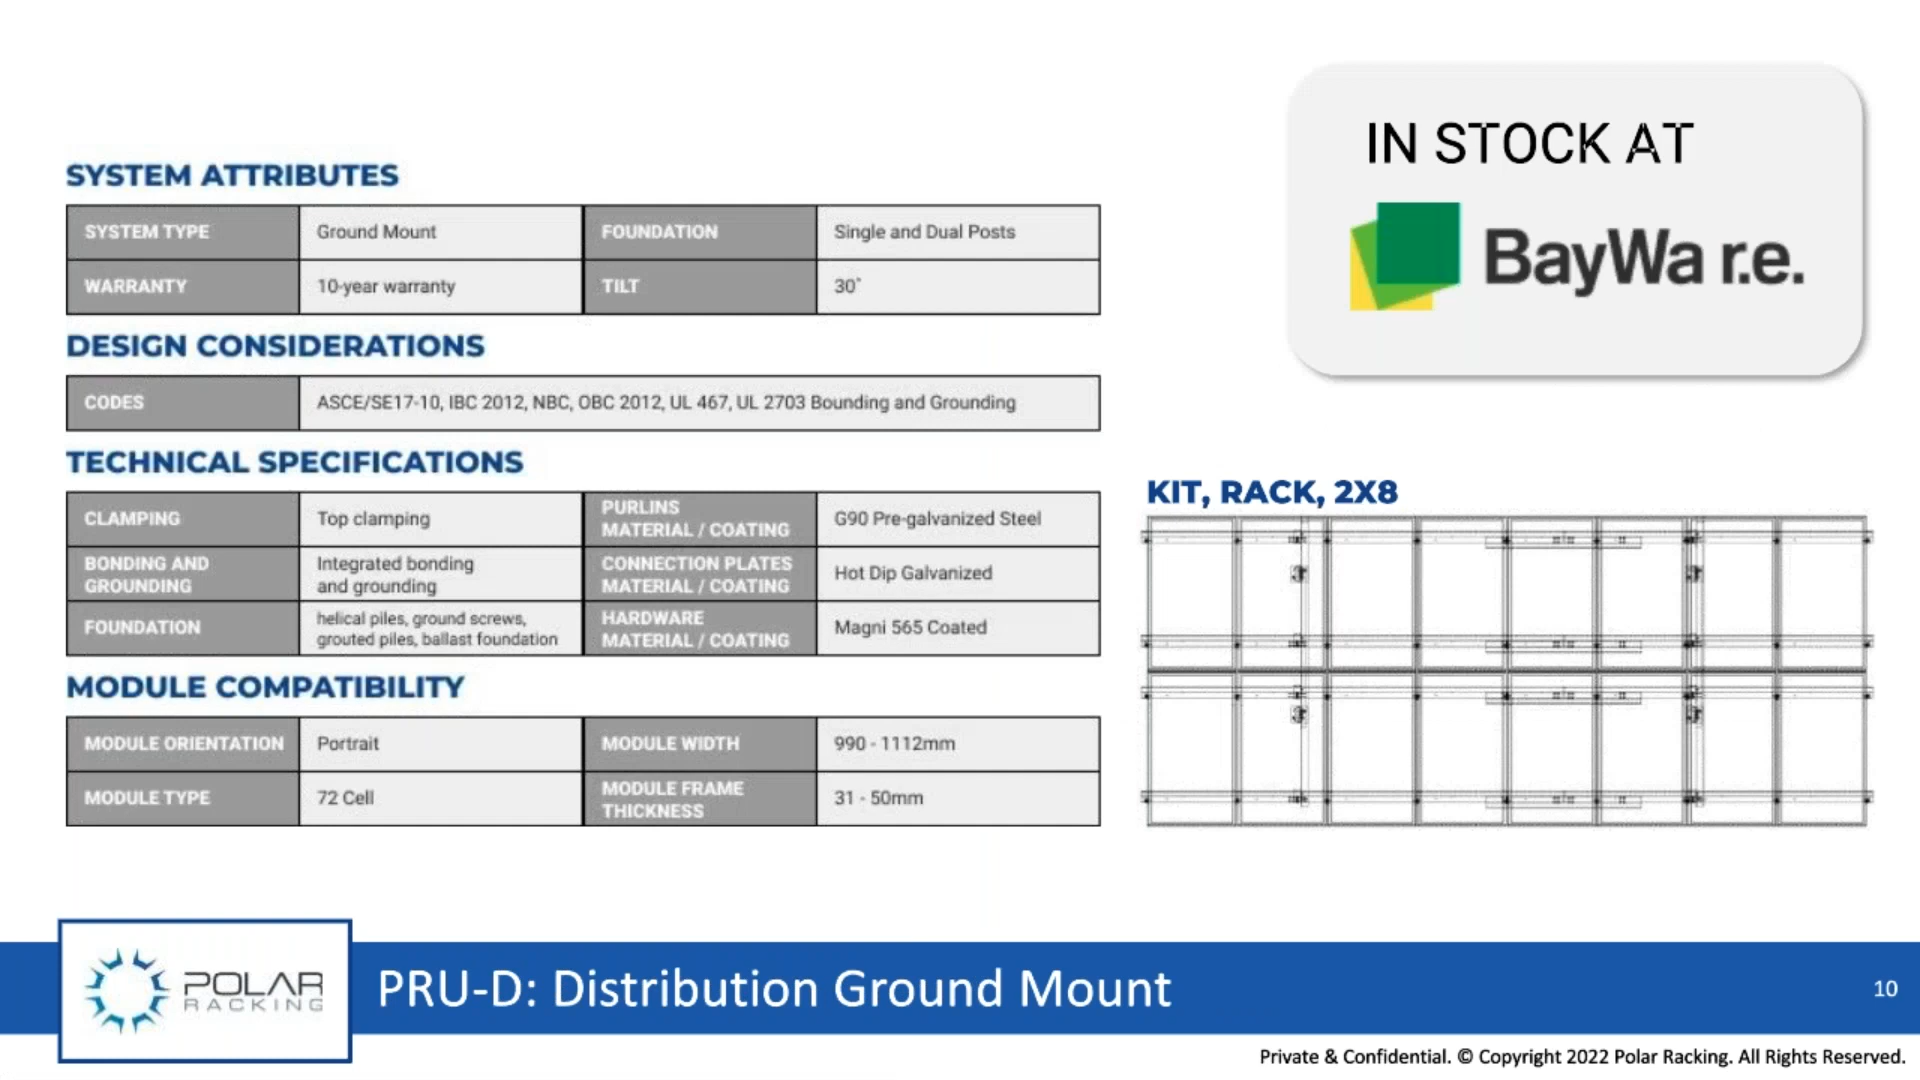 IN STOCK AT
BayWa r.e.
SYSTEM ATTRIBUTES
SYSTEM TYPE Ground Mount FOUNDATION Single and Dual Posts
WARRANTY 10-year warranty TILT 30°
DESIGN CONSIDERATIONS
CODES ASCE/SE17-10, IBC 2012, NBC, OBC 2012, UL 467, UL 2703 Bounding and Grounding
TECHNICAL SPECIFICATIONS
CLAMPING Top clamping PURLINS
MATERIAL / COATING G90 Pre-galvanized Steel
BONDING AND
GROUNDING Integrated bonding
and grounding CONNECTION PLATES
MATERIAL / COATING Hot Dip Galvanized
FOUNDATION helical piles, ground screws,
grouted piles, ballast foundation HARDWARE
MATERIAL / COATING Magni 565 Coated
MODULE COMPATIBILITY
MODULE ORIENTATION Portrait MODULE WIDTH 990 - 1112mm
MODULE TYPE 72 Cell MODULE FRAME
THICKNESS 31 - 50mm
KIT, RACK, 2X8
POLAR
RACKING
PRU-D: Distribution Ground Mount
10
Private & Confidential. © Copyright 2022 Polar Racking. All Rights Reserved.